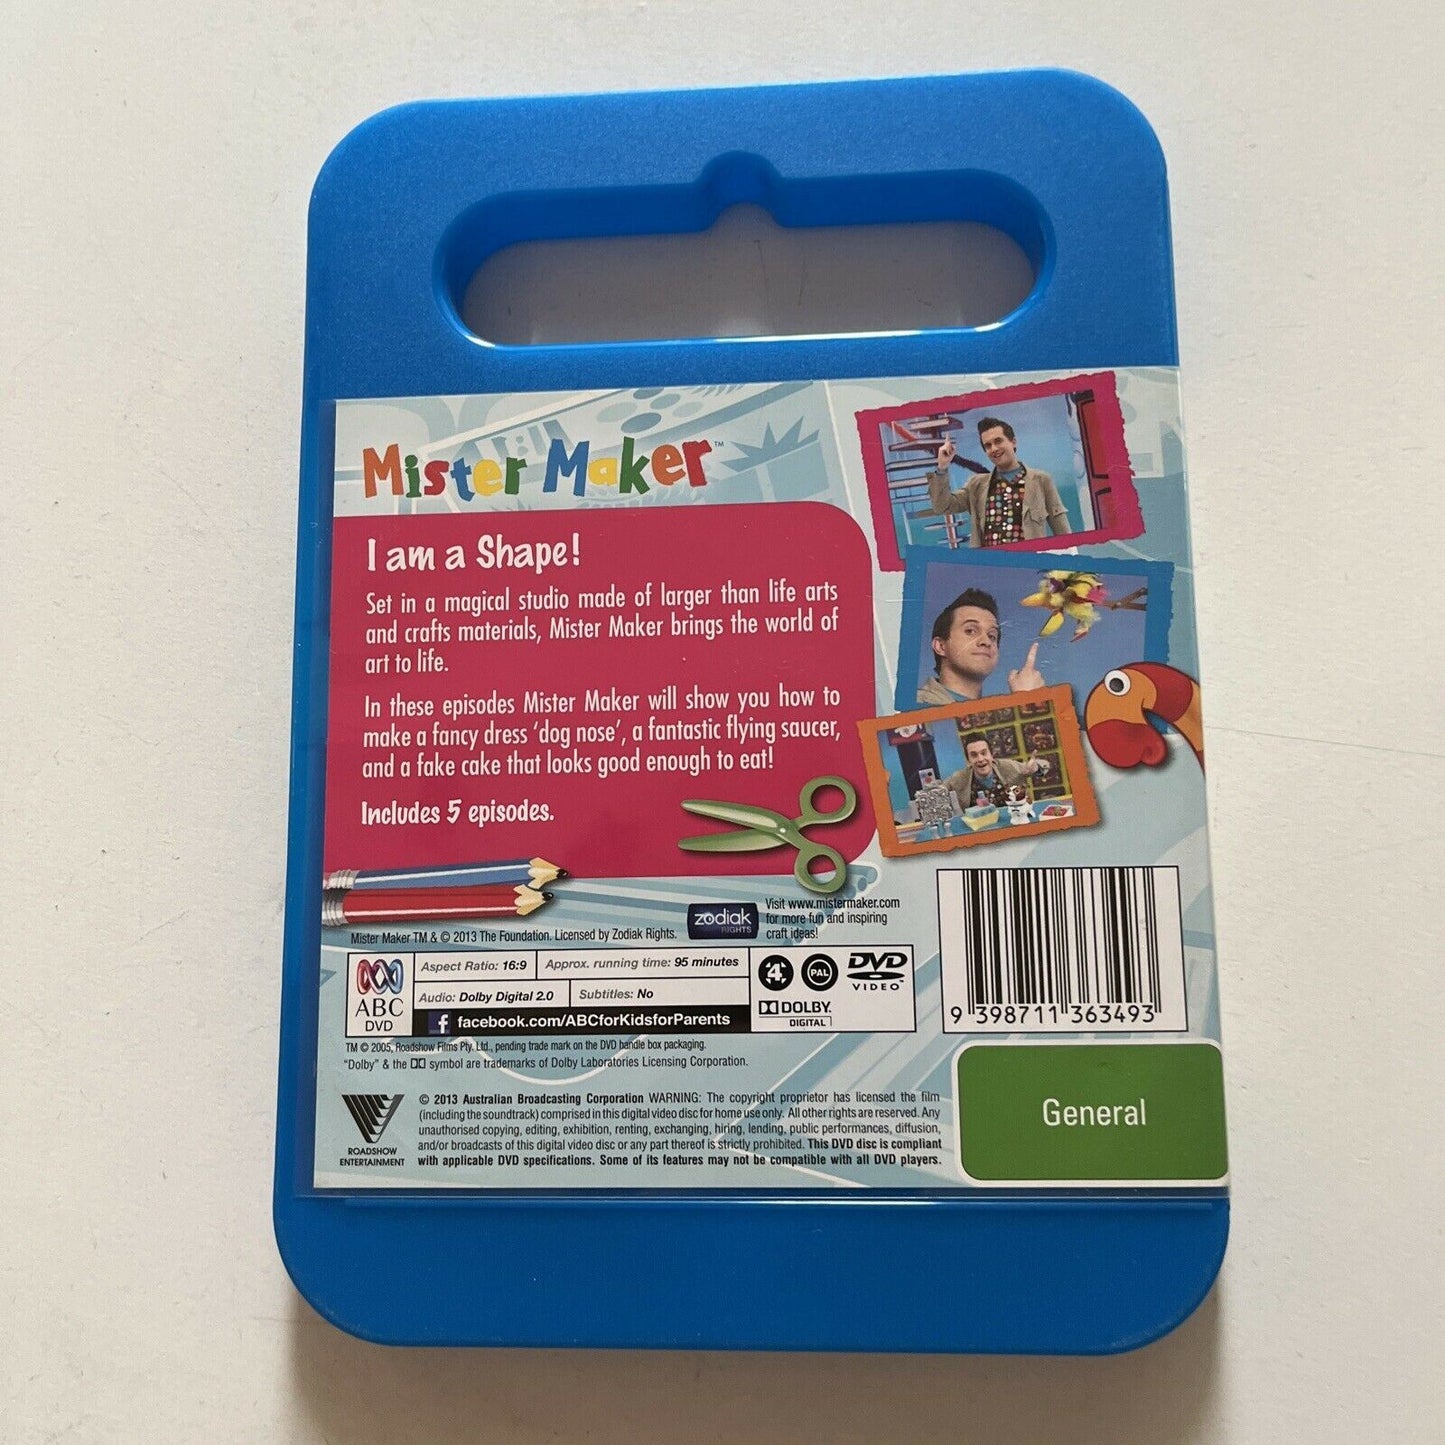 Mister Maker™
I am a Shape!
Set in a magical studio made of larger than life arts
and crafts materials, Mister Maker brings the world of
art to life.
In these episodes Mister Maker will show you how to
make a fancy dress 'dog nose', a fantastic flying saucer,
and a fake cake that looks good enough to eat!
Includes 5 episodes.
Mister Maker TM & © 2013 The Foundation. Licensed by Zodiak Rights.
zodiak
RIGHTS
Visit www.mistermaker.com
for more fun and inspiring
craft ideas!
ABC
DVD
Aspect Ratio: 16:9
Approx. running time: 95 minutes
Audio: Dolby Digital 2.0
Subtitles: No
f facebook.com/ABCforKidsforParents
4
PAL
DVD
VIDEO™
DOLBY
DIGITAL
9 398711 363493
TM © 2005, Roadshow Films Pty. Ltd., pending trade mark on the DVD handle box packaging.
"Dolby" & the DD symbol are trademarks of Dolby Laboratories Licensing Corporation.
ROADSHOW
ENTERTAINMENT
© 2013 Australian Broadcasting Corporation WARNING: The copyright proprietor has licensed the film
(including the soundtrack) comprised in this digital video disc for home use only. All other rights are reserved. Any
unauthorised copying, editing, exhibition, renting, exchanging, hiring, lending, public performances, diffusion,
and/or broadcasts of this digital video disc or any part thereof is strictly prohibited. This DVD disc is compliant
with applicable DVD specifications. Some of its features may not be compatible with all DVD players.
General